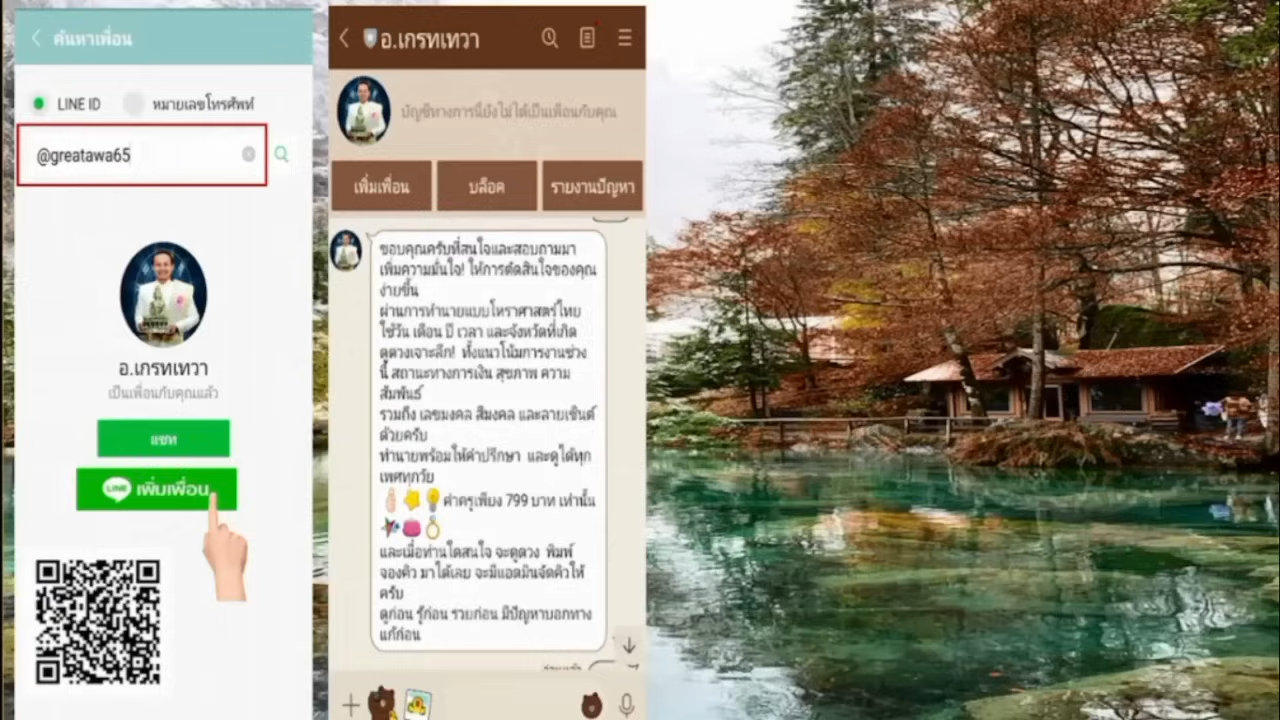 ค้นหาเพื่อน
LINE ID
หมายเลขโทรศัพท์
@greatawa65
อ.เกรทเทวา
เป็นเพื่อนกับคุณแล้ว
แชท
LINE เพิ่มเพื่อน
อ.เกรทเทวา
บัญชีทางการนี้ยังไม่ได้เป็นเพื่อนกับคุณ
เพิ่มเพื่อน
บล็อค
รายงานปัญหา
ขอบคุณครับที่สนใจและสอบถามมา
เพิ่มความมั่นใจ! ให้การตัดสินใจของคุณ
ง่ายขึ้น
ผ่านการทำนายแบบโหราศาสตร์ไทย
ใช้วัน เดือน ปี เวลา และจังหวัดที่เกิด
ดูดวงเจาะลึก! ทั้งแนวโน้มการงานช่วง
นี้ สถานะทางการเงิน สุขภาพ ความ
สัมพันธ์
รวมถึง เลขมงคล สีมงคล และลายเซ็นต์
ด้วยครับ
ทำนายพร้อมให้คำปรึกษา และดูได้ทุก
เพศทุกวัย
ค่าครูเพียง 799 บาท เท่านั้น
และเมื่อท่านใดสนใจ จะดูดวง พิมพ์
จองคิว มาได้เลย จะมีแอดมินจัดคิวให้
ครับ
ดูก่อน รู้ก่อน รวยก่อน มีปัญหาบอกทาง
แก้ก่อน